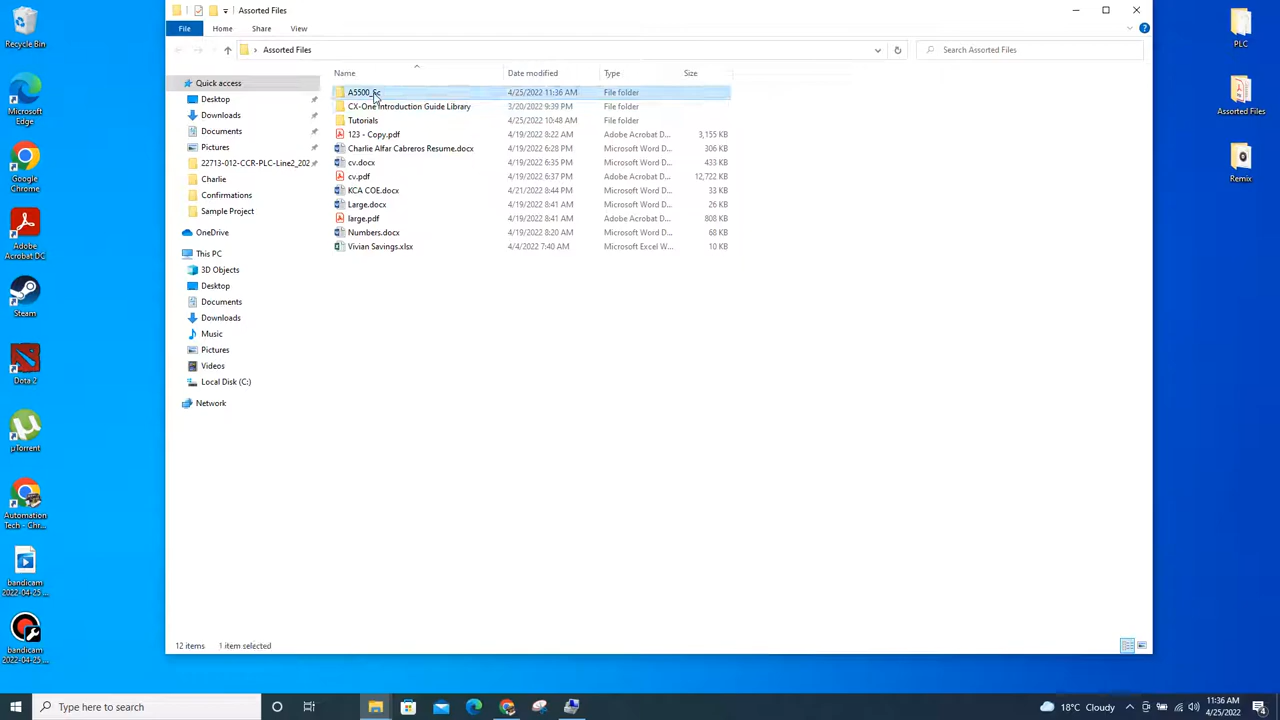 Assorted Files
File Home Share View
Assorted Files
Search Assorted Files
Name Date modified Type Size
Quick access
Desktop
Downloads
Documents
Pictures
22713-012-CCR-PLC-Line2_202
Charlie
Confirmations
Sample Project
OneDrive
This PC
3D Objects
Desktop
Documents
Downloads
Music
Pictures
Videos
Local Disk (C:)
Network
4/25/2022 11:36 AM File folder
CX-One Introduction Guide Library 3/20/2022 9:39 PM File folder
Tutorials 4/25/2022 10:48 AM File folder
123 - Copy.pdf 4/19/2022 8:22 AM Adobe Acrobat D... 3,155 KB
Charlie Alfar Cabreros Resume.docx 4/19/2022 6:28 PM Microsoft Word D... 306 KB
cv.docx 4/19/2022 6:35 PM Microsoft Word D... 433 KB
cv.pdf 4/19/2022 6:37 PM Adobe Acrobat D... 12,722 KB
KCA COE.docx 4/21/2022 8:44 PM Microsoft Word D... 33 KB
Large.docx 4/19/2022 8:41 AM Microsoft Word D... 26 KB
large.pdf 4/19/2022 8:41 AM Adobe Acrobat D... 808 KB
Numbers.docx 4/19/2022 8:20 AM Microsoft Word D... 68 KB
Vivian Savings.xlsx 4/4/2022 7:40 AM Microsoft Excel W... 10 KB
12 items 1 item selected
Recycle Bin
Microsoft
Edge
Google
Chrome
Adobe
Acrobat DC
Steam
Dota 2
µTorrent
Automation
Tech - Chr...
bandicam
2022-04-25 ...
bandicam
2022-04-25 ...
PLC
Assorted Files
Remix
Type here to search
18°C Cloudy
11:36 AM
4/25/2022